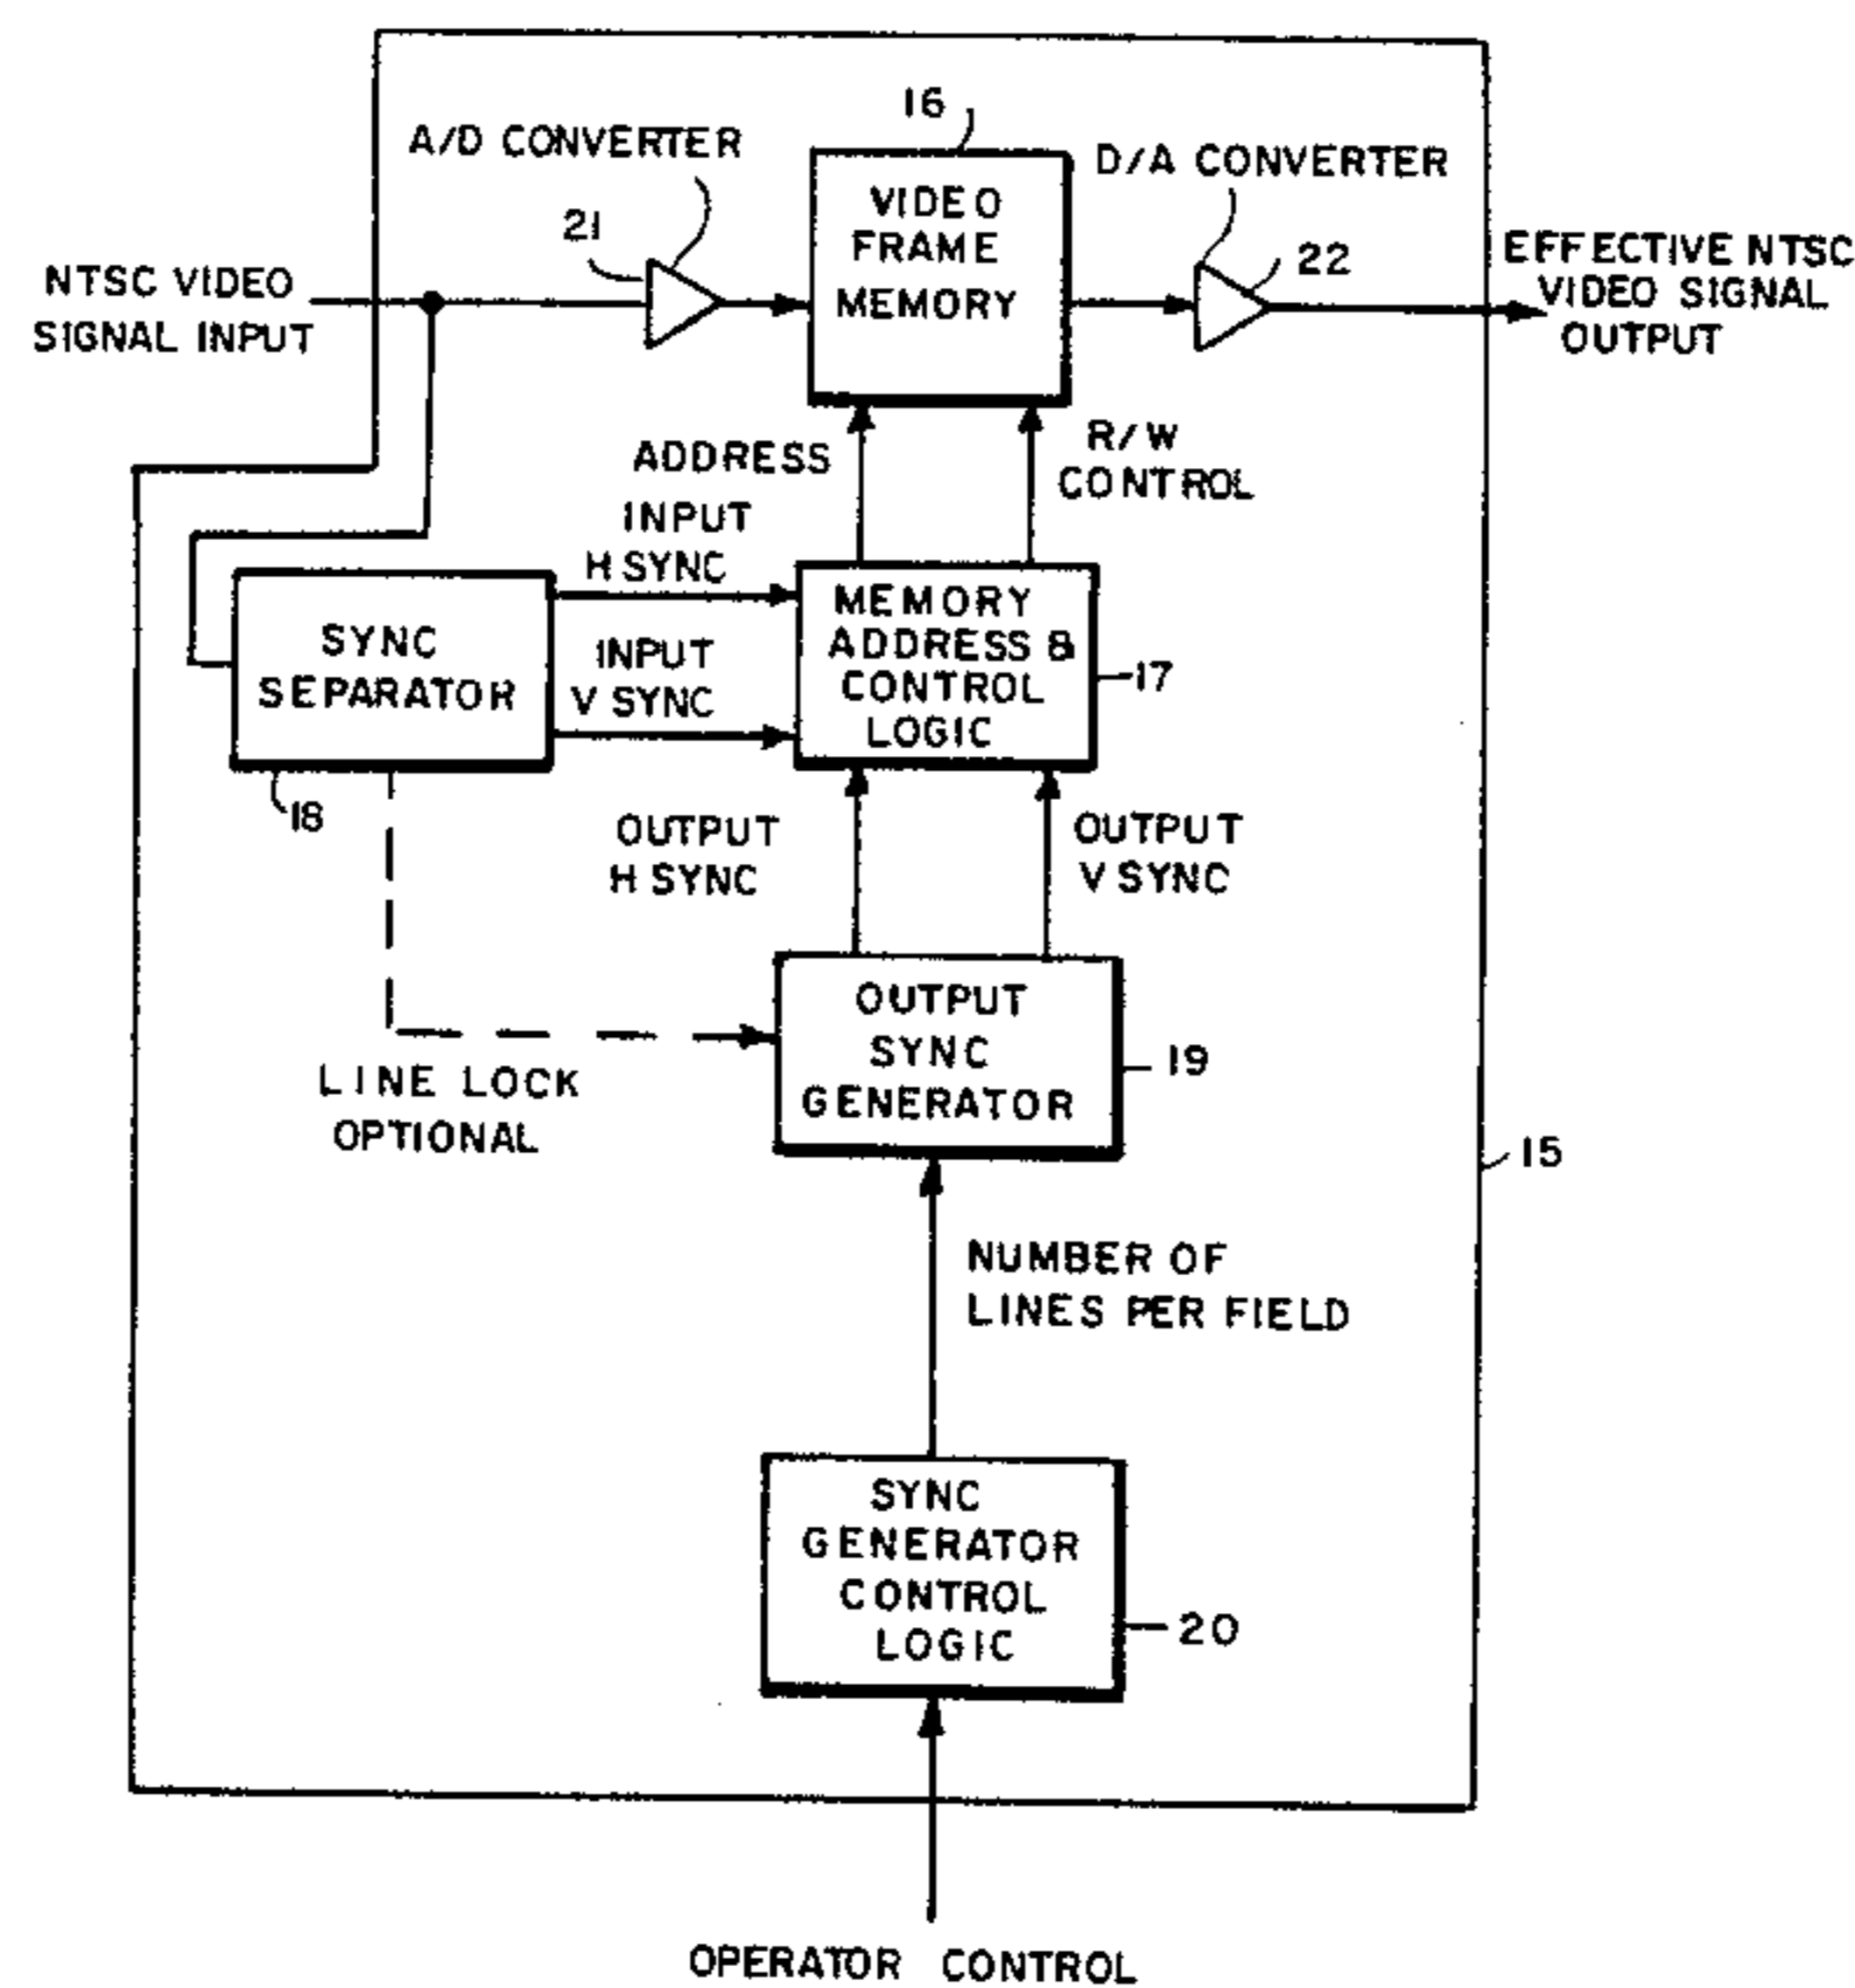 16
A/D CONVERTER
D/A CONVERTER
21
VIDEO
FRAME
MEMORY
22
NTSC VIDEO
SIGNAL INPUT
EFFECTIVE NTSC
VIDEO SIGNAL
OUTPUT
ADDRESS
R/W
CONTROL
INPUT
H SYNC
INPUT
V SYNC
SYNC
SEPARATOR
18
MEMORY
ADDRESS &
CONTROL
LOGIC
17
OUTPUT
H SYNC
OUTPUT
V SYNC
LINE LOCK
OPTIONAL
OUTPUT
SYNC
GENERATOR
19
15
NUMBER OF
LINES PER FIELD
SYNC
GENERATOR
CONTROL
LOGIC
20
OPERATOR CONTROL